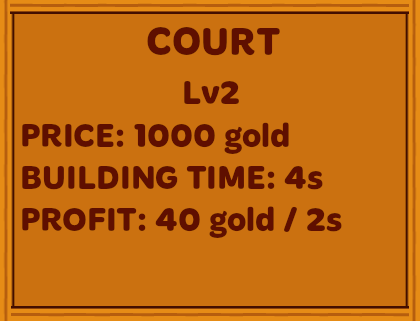 COURT
Lv2
PRICE: 1000 gold
BUILDING TIME: 4s
PROFIT: 40 gold / 2s